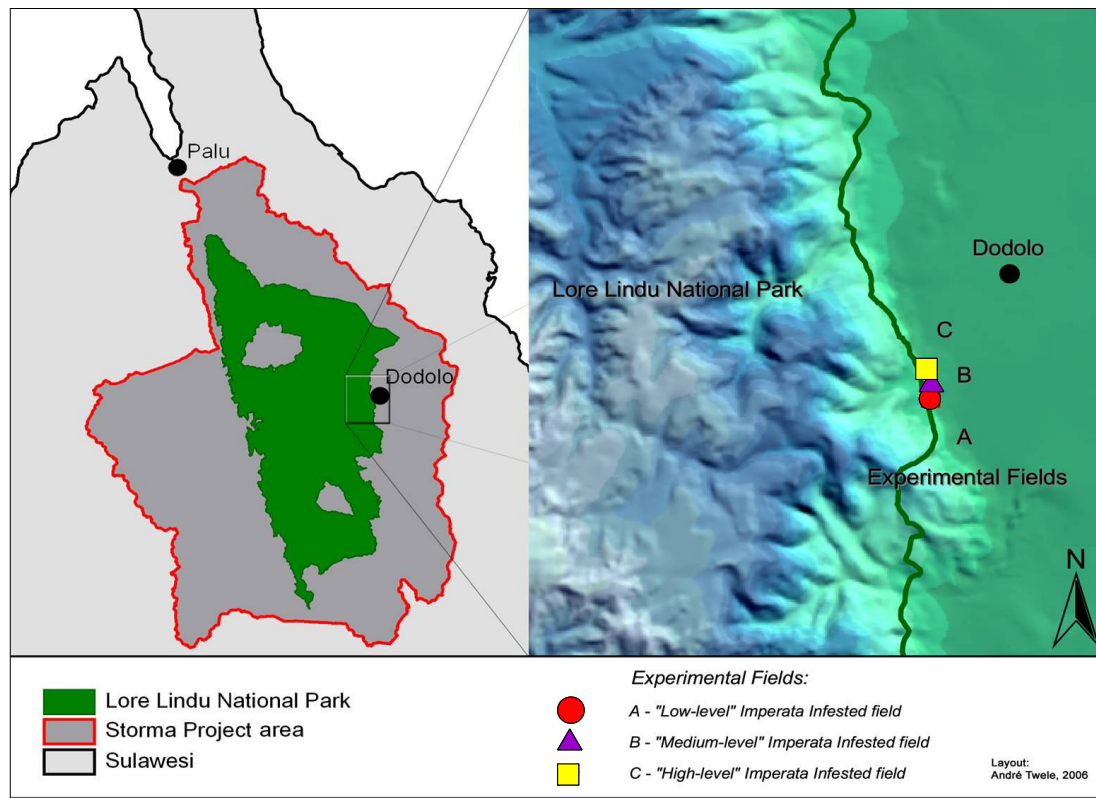 Palu
Dodolo
Dodolo
Lore Lindu National Park
C
B
A
Experimental Fields
N
Lore Lindu National Park
Storma Project area
Sulawesi
Experimental Fields:
A - "Low-level" Imperata Infested field
B - "Medium-level" Imperata Infested field
C - "High-level" Imperata Infested field
Layout:
André Twele, 2006